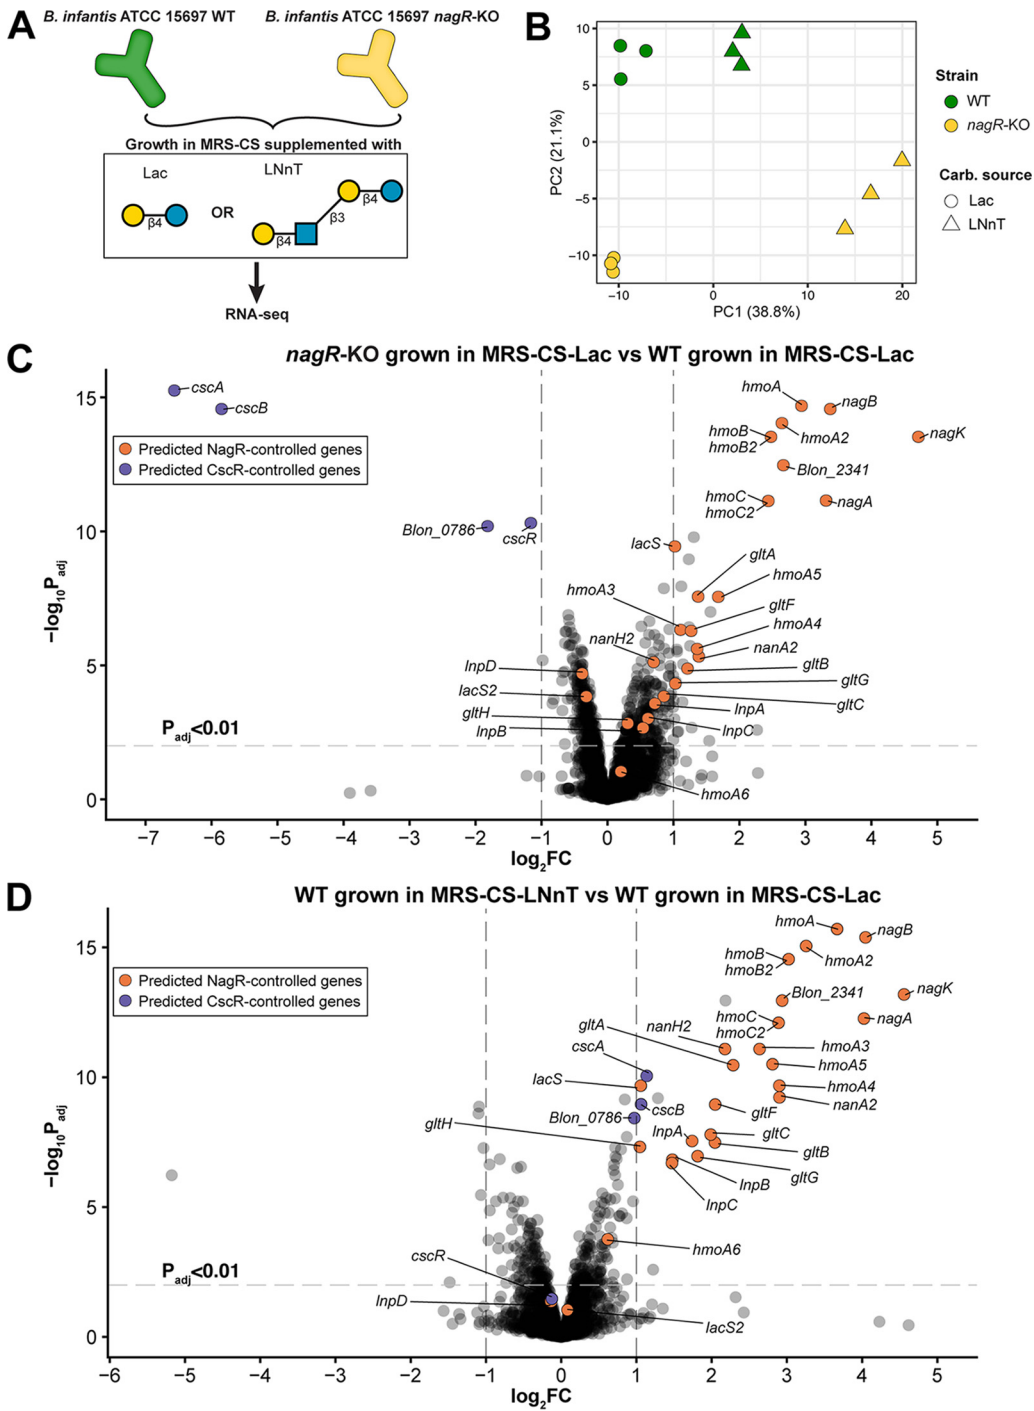 A
B. infantis ATCC 15697 WT
B. infantis ATCC 15697 nagR-KO
Growth in MRS-CS supplemented with
Lac
LNnT
β4
OR
β4
β3
β4
RNA-seq
B
PC2 (21.1%)
10
5
0
−5
−10
−10
0
10
20
PC1 (38.8%)
Strain
WT
nagR-KO
Carb. source
Lac
LNnT
C
nagR-KO grown in MRS-CS-Lac vs WT grown in MRS-CS-Lac
cscA
cscB
Predicted NagR-controlled genes
Predicted CscR-controlled genes
Blon_0786
cscR
hmoA
nagB
hmoB
hmoB2
hmoA2
nagK
Blon_2341
hmoC
hmoC2
nagA
lacS
gltA
hmoA3
hmoA5
gltF
nanH2
hmoA4
nanA2
lnpD
gltB
gltG
lacS2
gltC
gltH
lnpA
lnpB
lnpC
hmoA6
Padj<0.01
−log10Padj
15
10
5
0
−7
−6
−5
−4
−3
−2
−1
0
1
2
3
4
5
log2FC
D
WT grown in MRS-CS-LNnT vs WT grown in MRS-CS-Lac
Predicted NagR-controlled genes
Predicted CscR-controlled genes
hmoA
nagB
hmoB
hmoB2
hmoA2
Blon_2341
nagK
hmoC
hmoC2
nagA
gltA
nanH2
cscA
hmoA3
hmoA5
lacS
hmoA4
cscB
nanA2
Blon_0786
gltF
gltH
lnpA
gltC
gltB
gltG
lnpB
lnpC
hmoA6
cscR
Padj<0.01
lnpD
lacS2
−log10Padj
15
10
5
0
−6
−5
−4
−3
−2
−1
0
1
2
3
4
5
log2FC